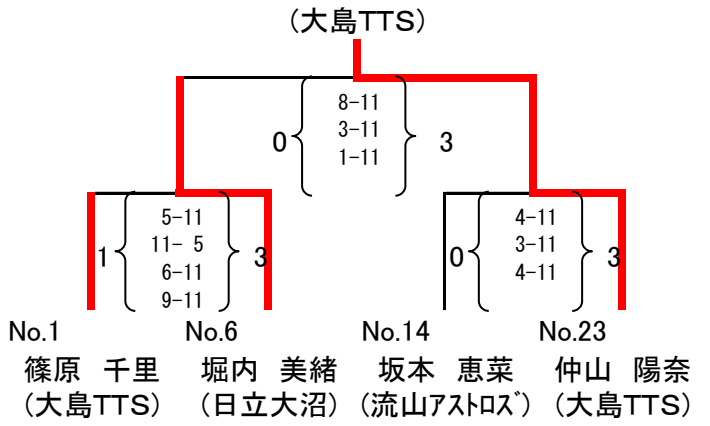 (大島TTS)
8-11
0 3-11 3
1-11
5-11 4-11
11- 5 3-11
1 6-11 3 0 4-11 3
9-11
No.1 No.6 No.14 No.23
篠原 千里 堀内 美緒 坂本 恵菜 仲山 陽奈
(大島TTS) (日立大沼) (流山ｱｽﾄﾛｽﾞ) (大島TTS)